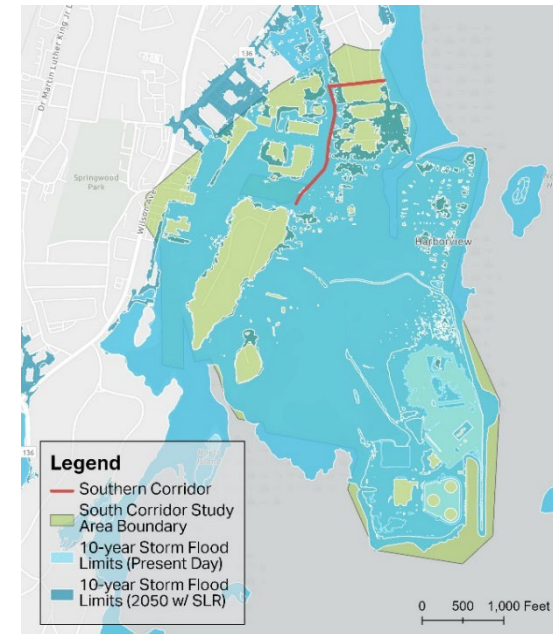 Dr Martin Luther King Jr
136
Springwood
Park
Wilson Ave
Harborview
136
Legend
Southern Corridor
South Corridor Study
Area Boundary
10-year Storm Flood
Limits (Present Day)
10-year Storm Flood
Limits (2050 w/ SLR)
0 500 1,000 Feet